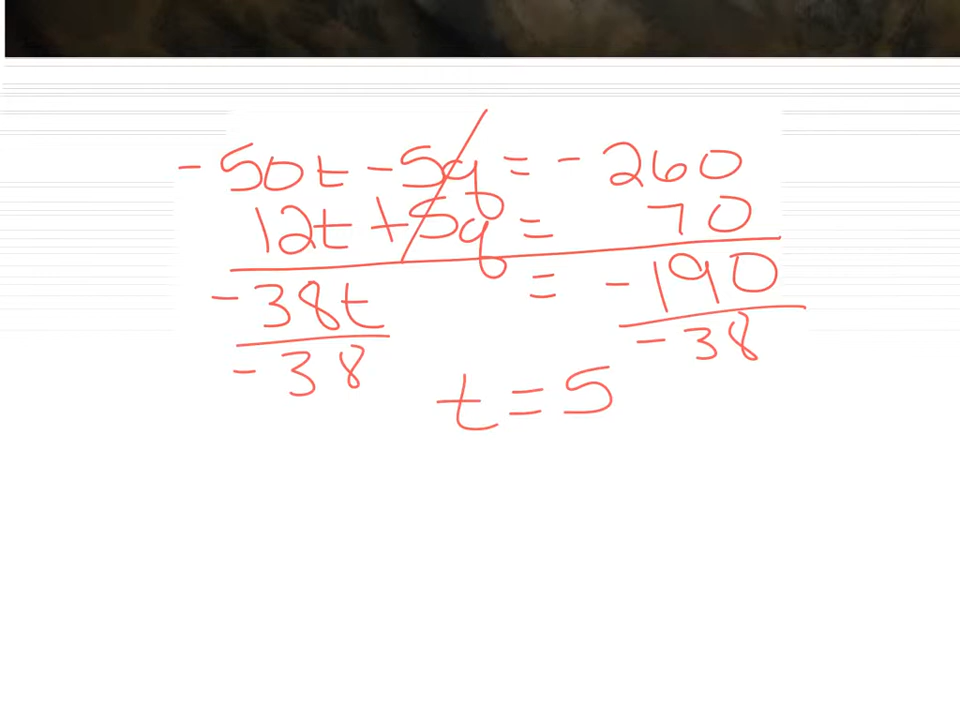 -50t -5q = -260
12t +5q = 70
-38t = -190
-38 -38
t = 5